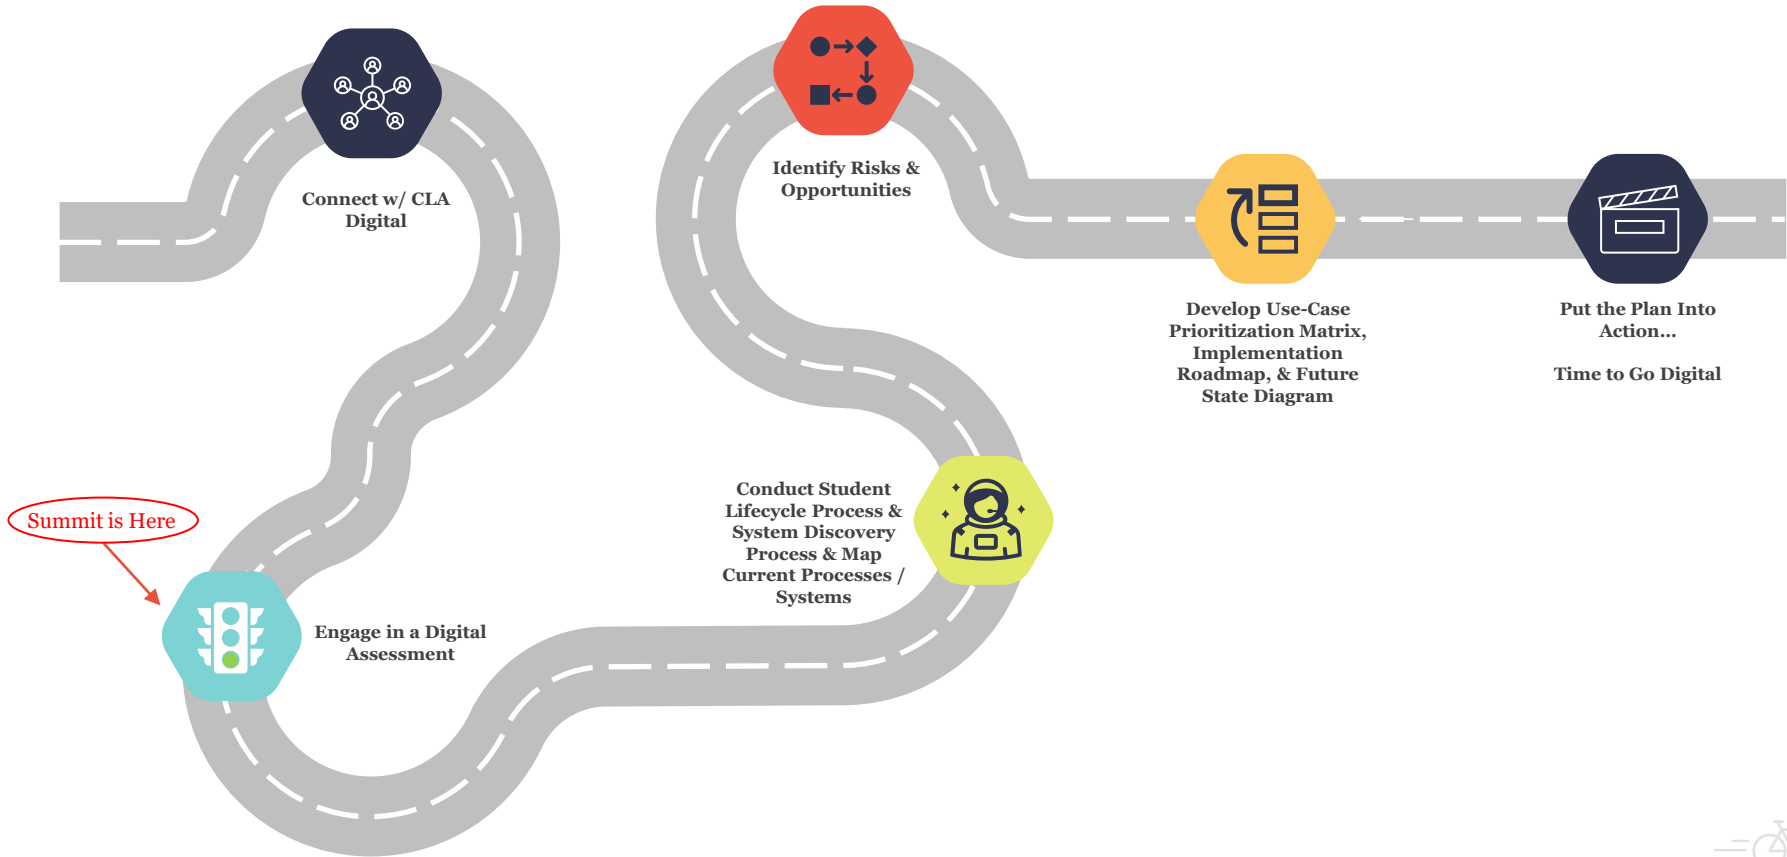 Connect w/ CLA
Digital
Summit is Here
Engage in a Digital
Assessment
Conduct Student
Lifecycle Process &
System Discovery
Process & Map
Current Processes /
Systems
Identify Risks &
Opportunities
Develop Use-Case
Prioritization Matrix,
Implementation
Roadmap, & Future
State Diagram
Put the Plan Into
Action...
Time to Go Digital